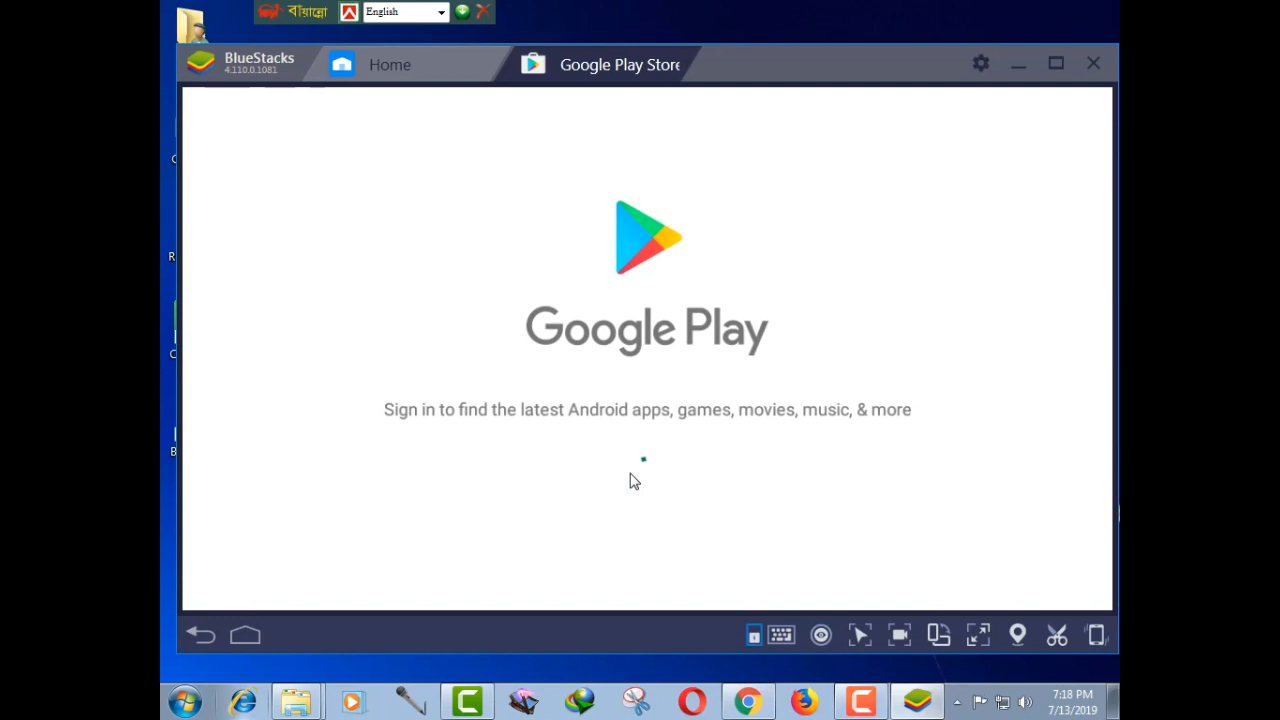 বাঁয়ান্নো English
BlueStacks
4.110.0.1081
Home
Google Play Store
Google Play
Sign in to find the latest Android apps, games, movies, music, & more
C
R
C
B
7:18 PM
7/13/2019